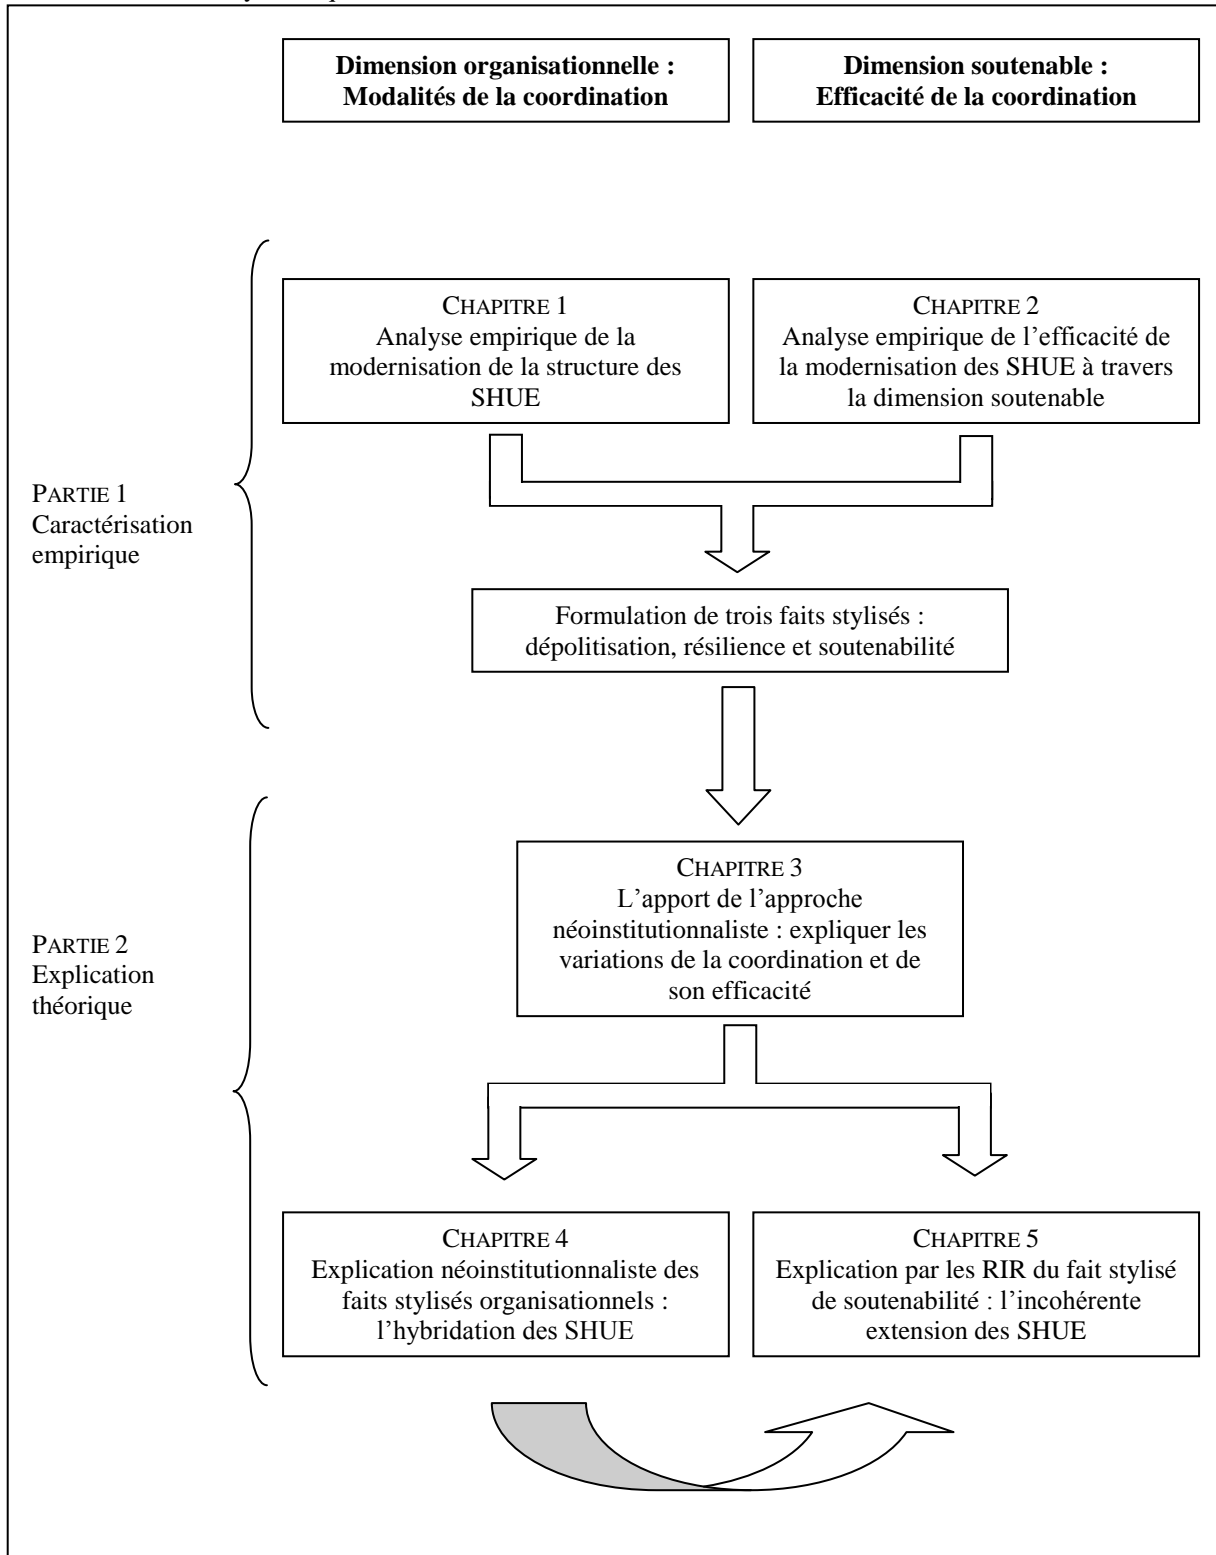 Dimension organisationnelle :
Modalités de la coordination
Dimension soutenable :
Efficacité de la coordination
CHAPITRE 1
Analyse empirique de la
modernisation de la structure des
SHUE
CHAPITRE 2
Analyse empirique de l’efficacité de
la modernisation des SHUE à travers
la dimension soutenable
PARTIE 1
Caractérisation
empirique
Formulation de trois faits stylisés :
dépolitisation, résilience et soutenabilité
CHAPITRE 3
L’apport de l’approche
néoinstitutionnaliste : expliquer les
variations de la coordination et de
son efficacité
PARTIE 2
Explication
théorique
CHAPITRE 4
Explication néoinstitutionnaliste des
faits stylisés organisationnels :
l’hybridation des SHUE
CHAPITRE 5
Explication par les RIR du fait stylisé
de soutenabilité : l’incohérente
extension des SHUE